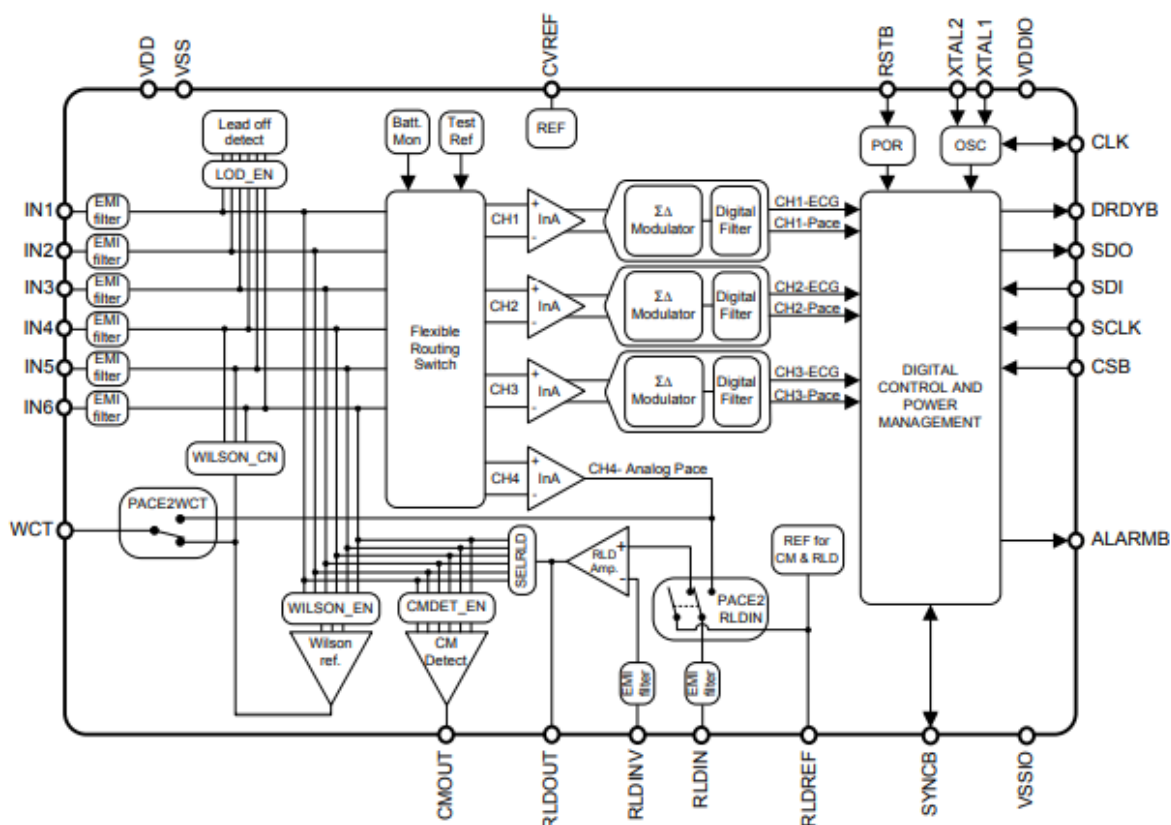 VDD
VSS
CVREF
RSTB
XTAL2
XTAL1
VDDIO
Lead off
detect
LOD_EN
Batt.
Mon
Test
Ref
REF
POR
OSC
CLK
IN1
EMI
filter
IN2
EMI
filter
IN3
EMI
filter
IN4
EMI
filter
IN5
EMI
filter
IN6
EMI
filter
Flexible
Routing
Switch
CH1
+
-
InA
ΣΔ
Modulator
Digital
Filter
CH1-ECG
CH1-Pace
CH2
+
-
InA
ΣΔ
Modulator
Digital
Filter
CH2-ECG
CH2-Pace
CH3
+
-
InA
ΣΔ
Modulator
Digital
Filter
CH3-ECG
CH3-Pace
CH4
+
-
InA
CH4- Analog Pace
DIGITAL
CONTROL AND
POWER
MANAGEMENT
DRDYB
SDO
SDI
SCLK
CSB
ALARMB
WILSON_CN
PACE2WCT
WCT
WILSON_EN
Wilson
ref.
CMDET_EN
CM
Detect
SELRLD
RLD
Amp.
+
-
PACE2
RLDIN
REF for
CM & RLD
EMI
filter
EMI
filter
CMOUT
RLDOUT
RLDINV
RLDIN
RLDREF
SYNCB
VSSIO